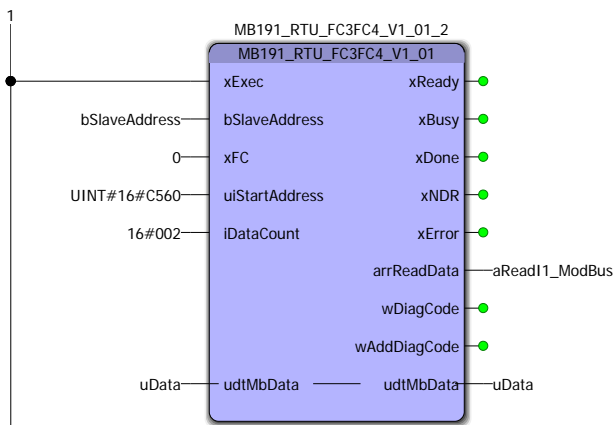 1
MB191_RTU_FC3FC4_V1_01_2
MB191_RTU_FC3FC4_V1_01
xExec xReady
bSlaveAddress bSlaveAddress xBusy
0 xFC xDone
UINT#16#C560 uiStartAddress xNDR
16#002 iDataCount xError
arrReadData aReadI1_ModBus
wDiagCode
wAddDiagCode
uData udtMbData udtMbData uData